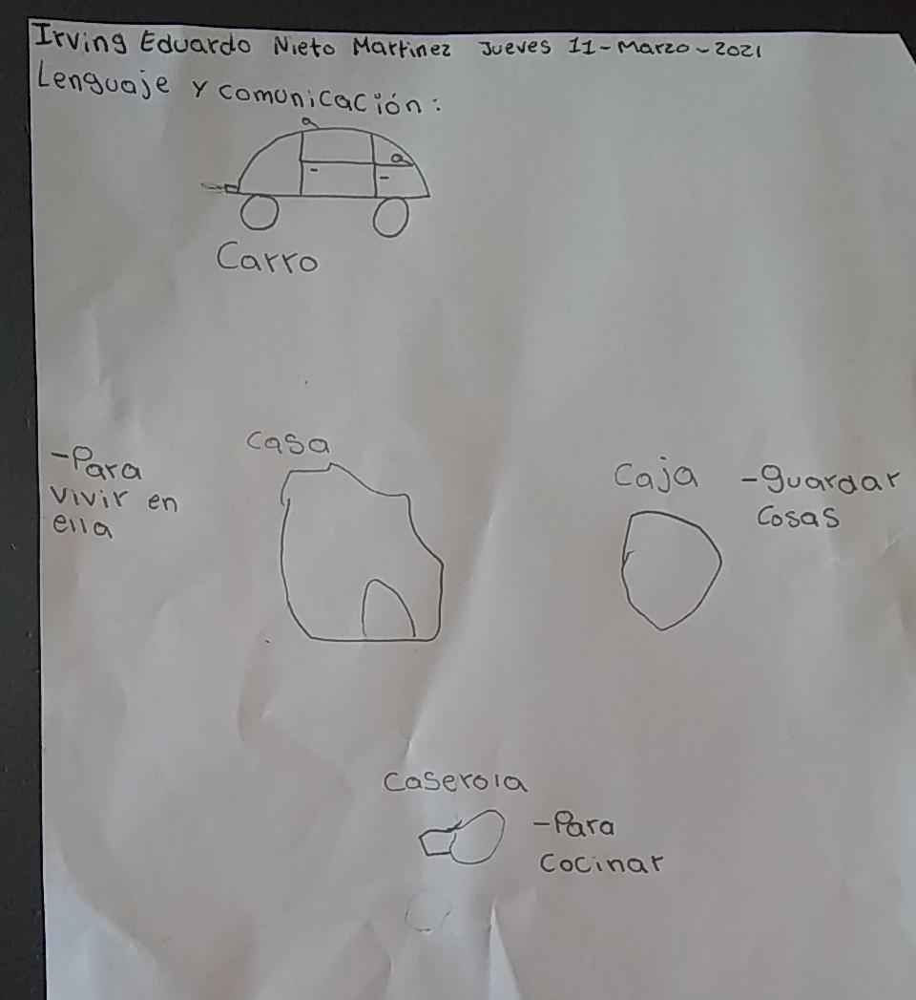 Irving Eduardo Nieto Martinez Jueves 11-Marzo-2021
Lenguaje y comunicación:
Carro
casa
-Para
vivir en
ella
caja
-guardar
cosas
caserola
-Para
cocinar